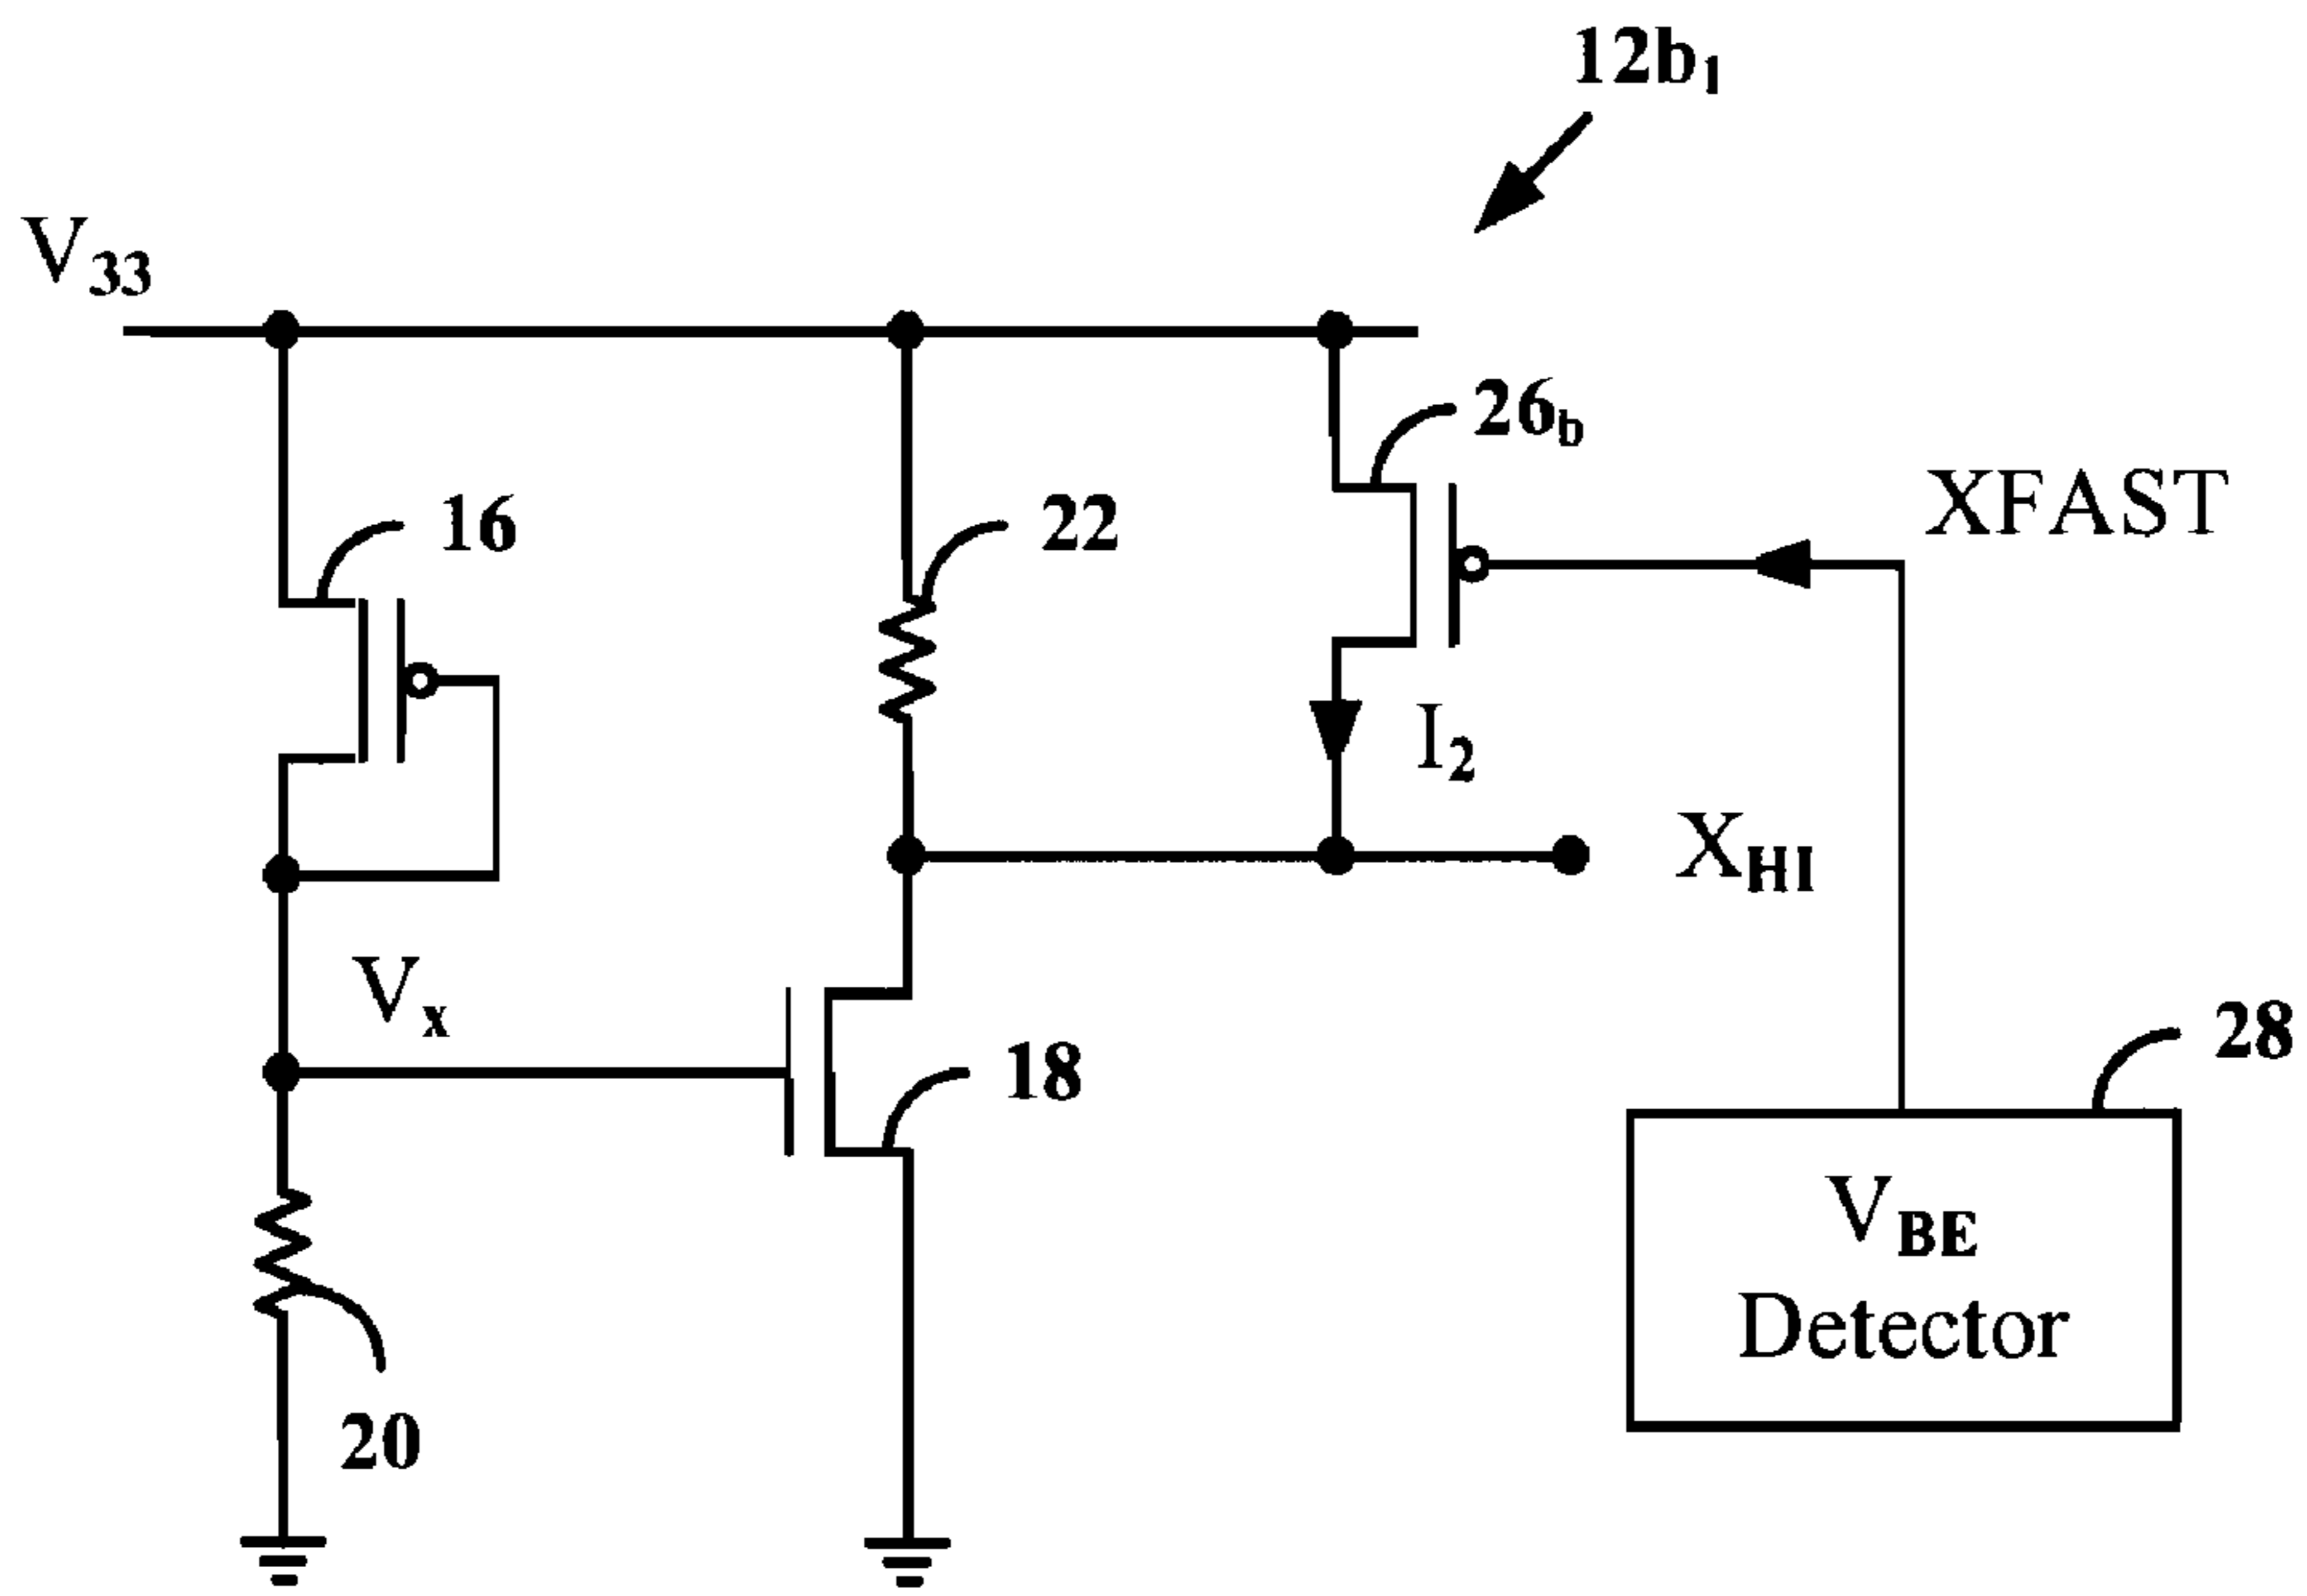 12b1
V33
26b
XFAST
16
22
I2
XHI
Vx
18
28
VBE
Detector
20